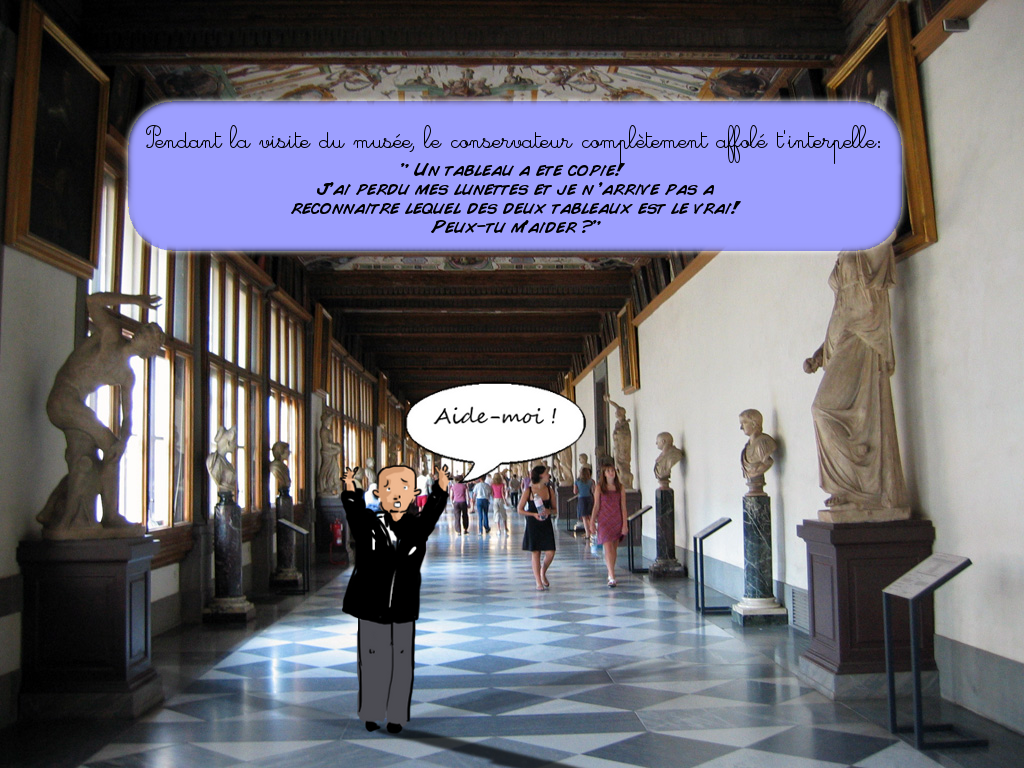 Pendant la visite du musée, le conservateur complètement affolé t'interpelle:
" UN TABLEAU A ETE COPIE!
J'AI PERDU MES LUNETTES ET JE N'ARRIVE PAS A
RECONNAITRE LEQUEL DES DEUX TABLEAUX EST LE VRAI!
PEUX-TU M'AIDER ?"
Aide-moi !